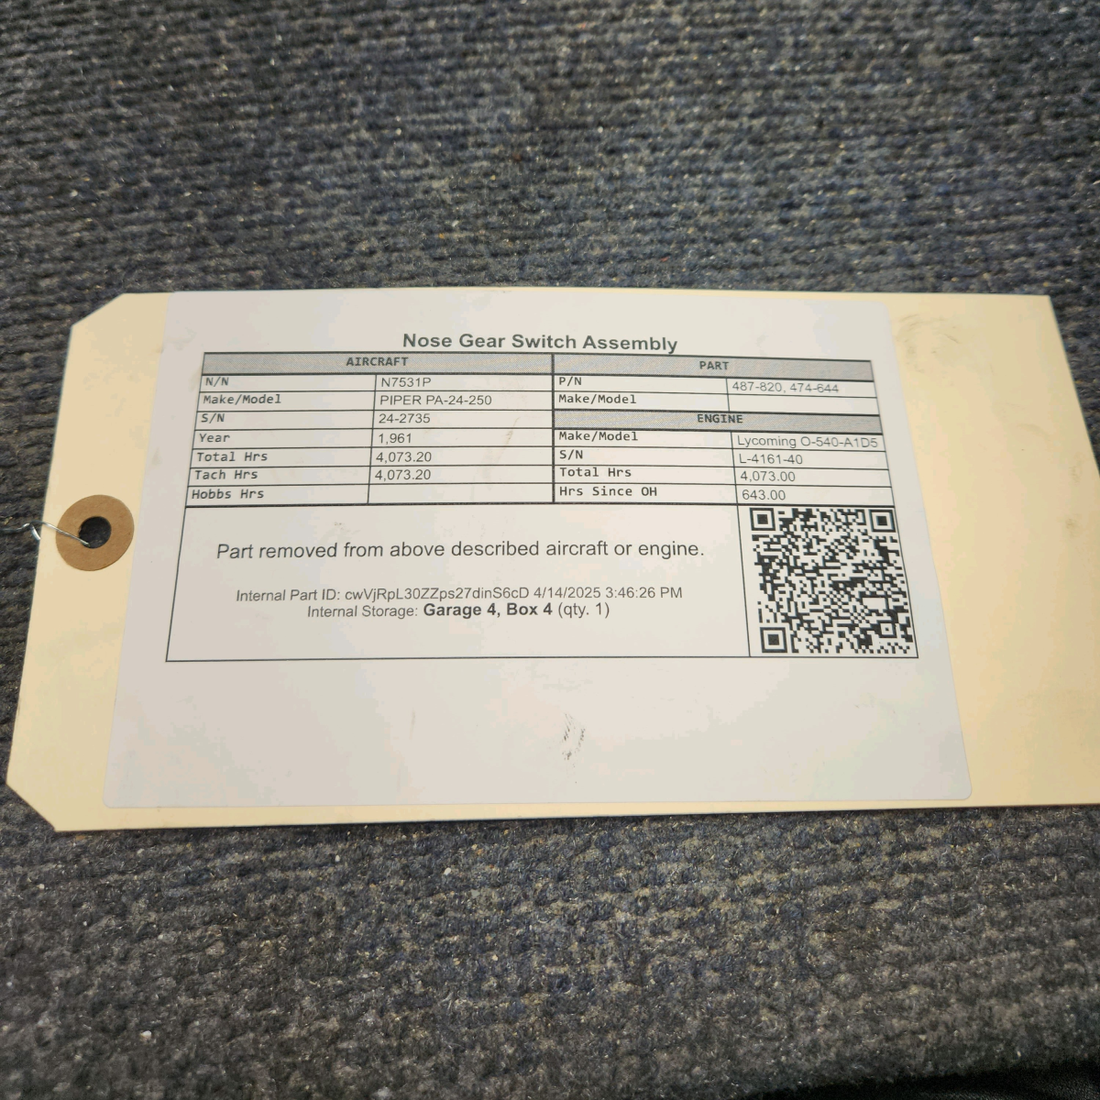 Nose Gear Switch Assembly
AIRCRAFT
N/N N7531P
Make/Model PIPER PA-24-250
S/N 24-2735
Year 1,961
Total Hrs 4,073.20
Tach Hrs 4,073.20
Hobbs Hrs
PART
P/N 487-820, 474-644
Make/Model
ENGINE
Make/Model Lycoming O-540-A1D5
S/N L-4161-40
Total Hrs 4,073.00
Hrs Since OH 643.00
Part removed from above described aircraft or engine.
Internal Part ID: cwVjRpL30ZZps27dinS6cD 4/14/2025 3:46:26 PM
Internal Storage: Garage 4, Box 4 (qty. 1)